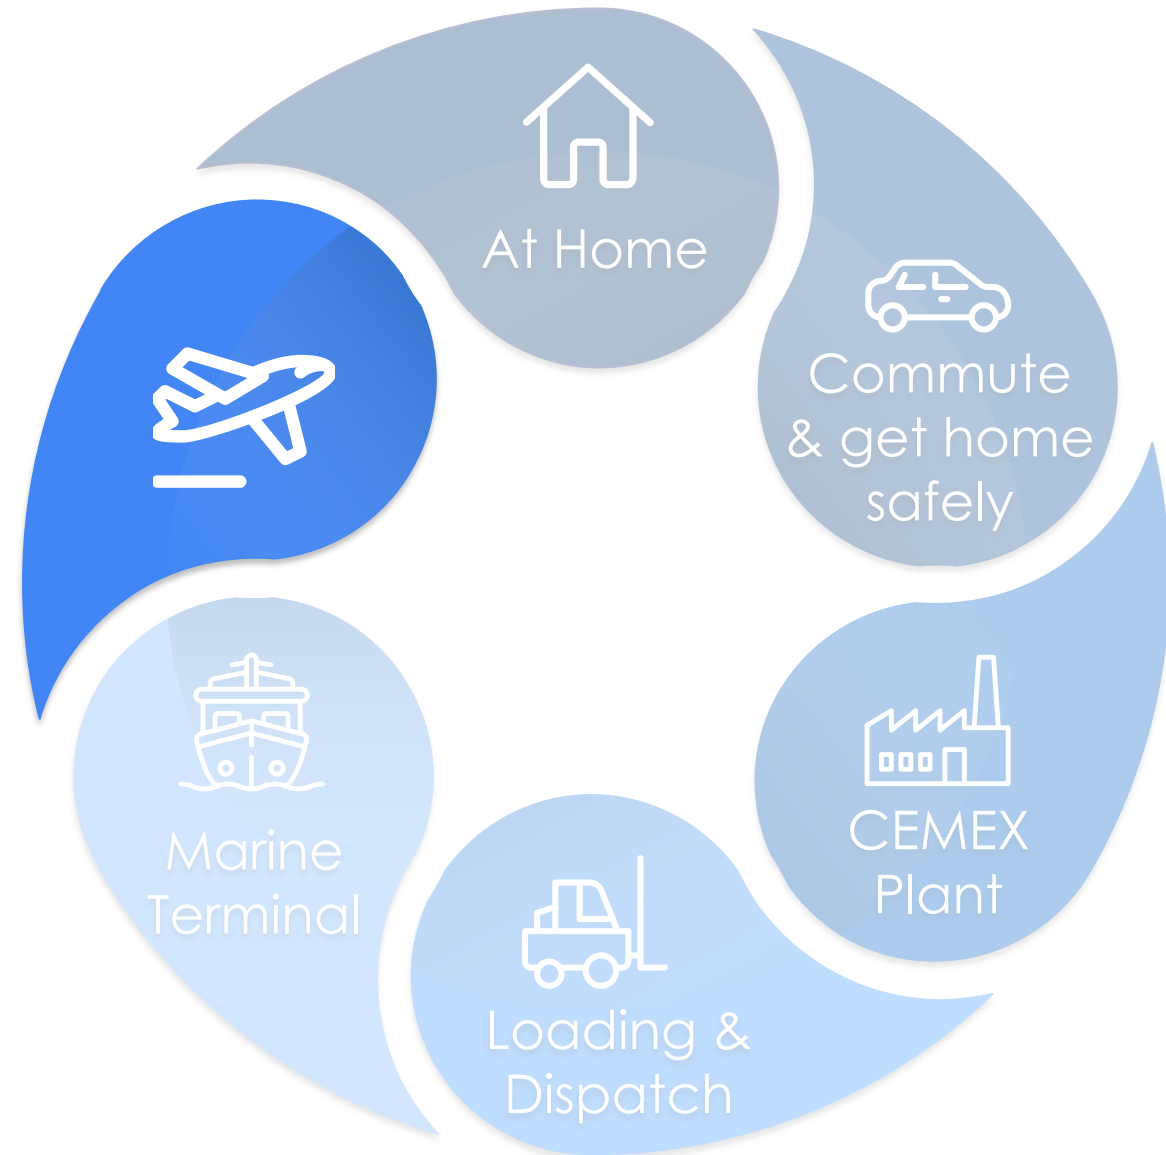 At Home
Commute
& get home
safely
CEMEX
Plant
Loading &
Dispatch
Marine
Terminal